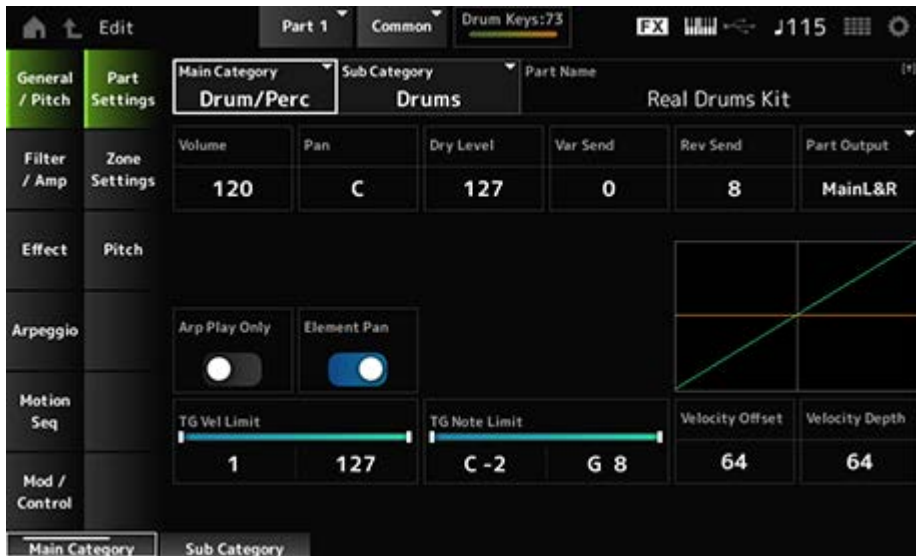 Edit
Part 1
Common
Drum Keys:73
FX
♩115
General / Pitch
Part Settings
Main Category
Drum/Perc
Sub Category
Drums
Part Name
Real Drums Kit
[*]
Filter / Amp
Zone Settings
Volume
120
Pan
C
Dry Level
127
Var Send
0
Rev Send
8
Part Output
MainL&R
Effect
Pitch
Arpeggio
Arp Play Only
Element Pan
Motion Seq
TG Vel Limit
1
127
TG Note Limit
C -2
G 8
Velocity Offset
64
Velocity Depth
64
Mod / Control
Main Category
Sub Category